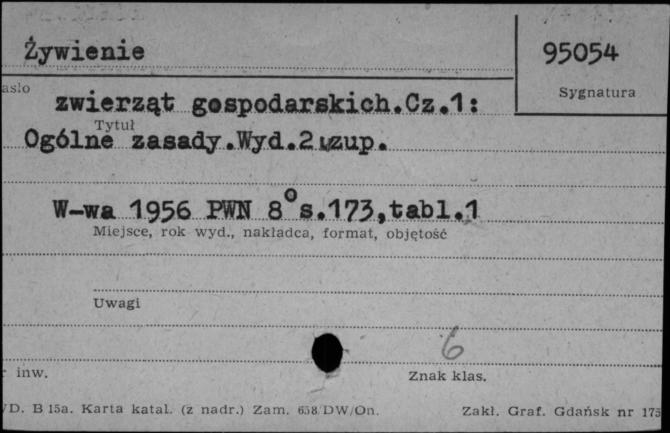 Żywienie
95054
asło
Sygnatura
zwierząt gospodarskich.Cz.1:
Tytuł
Ogólne zasady.Wyd.2 uzup.
W-wa 1956 PWN 8° s.173,tabl.1
Miejsce, rok wyd., nakładca, format, objętość
Uwagi
6
r inw.
Znak klas.
/D. B 15a. Karta katal. (z nadr.) Zam. 658/DW/On.
Zakł. Graf. Gdańsk nr 175